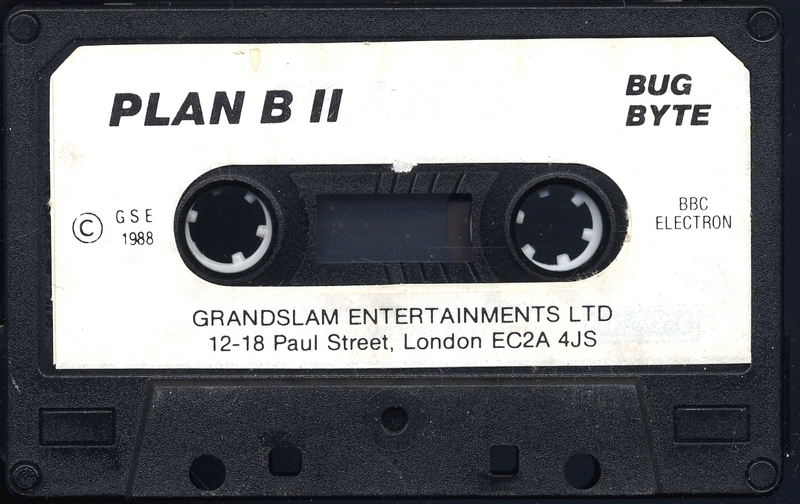 PLAN B II
BUG
BYTE
© GSE
1988
BBC
ELECTRON
GRANDSLAM ENTERTAINMENTS LTD
12-18 Paul Street, London EC2A 4JS